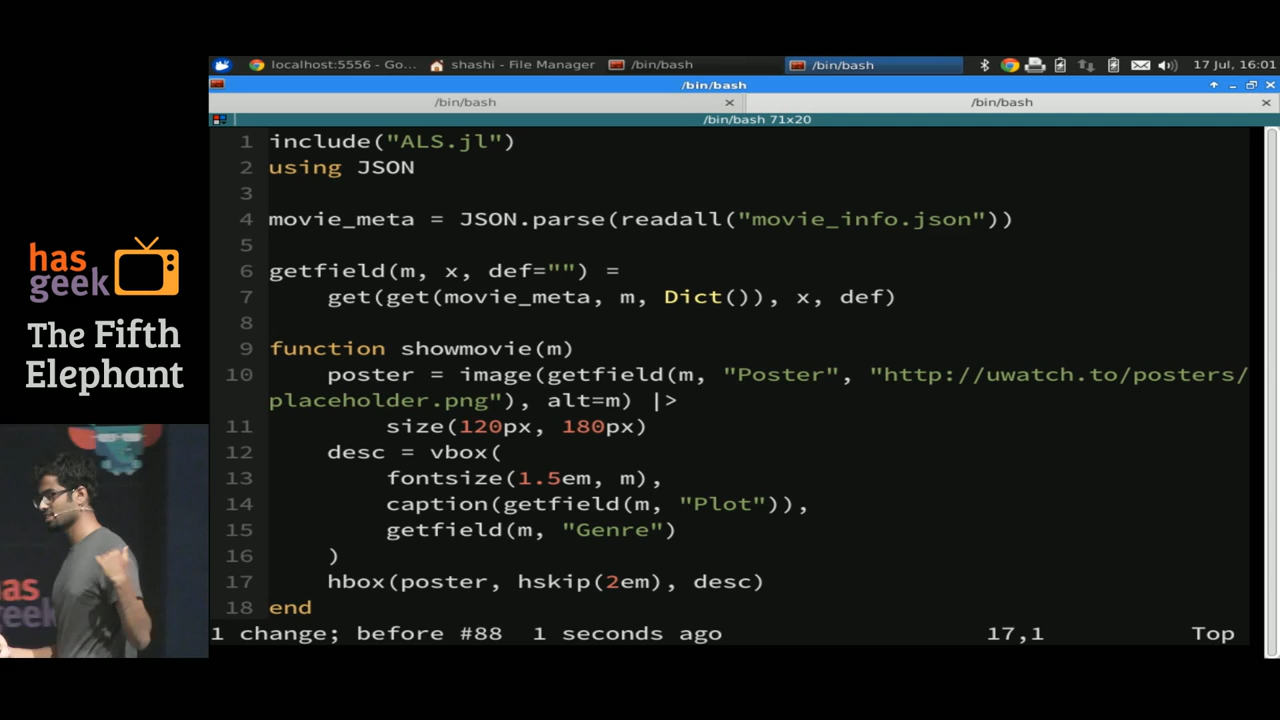 localhost:5556 - Go...
shashi - File Manager
/bin/bash
/bin/bash
17 Jul, 16:01
/bin/bash
/bin/bash
/bin/bash
/bin/bash 71x20
1 include("ALS.jl")
2 using JSON
3
4 movie_meta = JSON.parse(readall("movie_info.json"))
5
6 getfield(m, x, def="") =
7     get(get(movie_meta, m, Dict()), x, def)
8
9 function showmovie(m)
10     poster = image(getfield(m, "Poster", "http://uwatch.to/posters/
placeholder.png"), alt=m) |>
11         size(120px, 180px)
12     desc = vbox(
13         fontsize(1.5em, m),
14         caption(getfield(m, "Plot")),
15         getfield(m, "Genre")
16     )
17     hbox(poster, hskip(2em), desc)
18 end
1 change; before #88  1 seconds ago
17,1
Top
has
geek
The Fifth
Elephant
has
geek